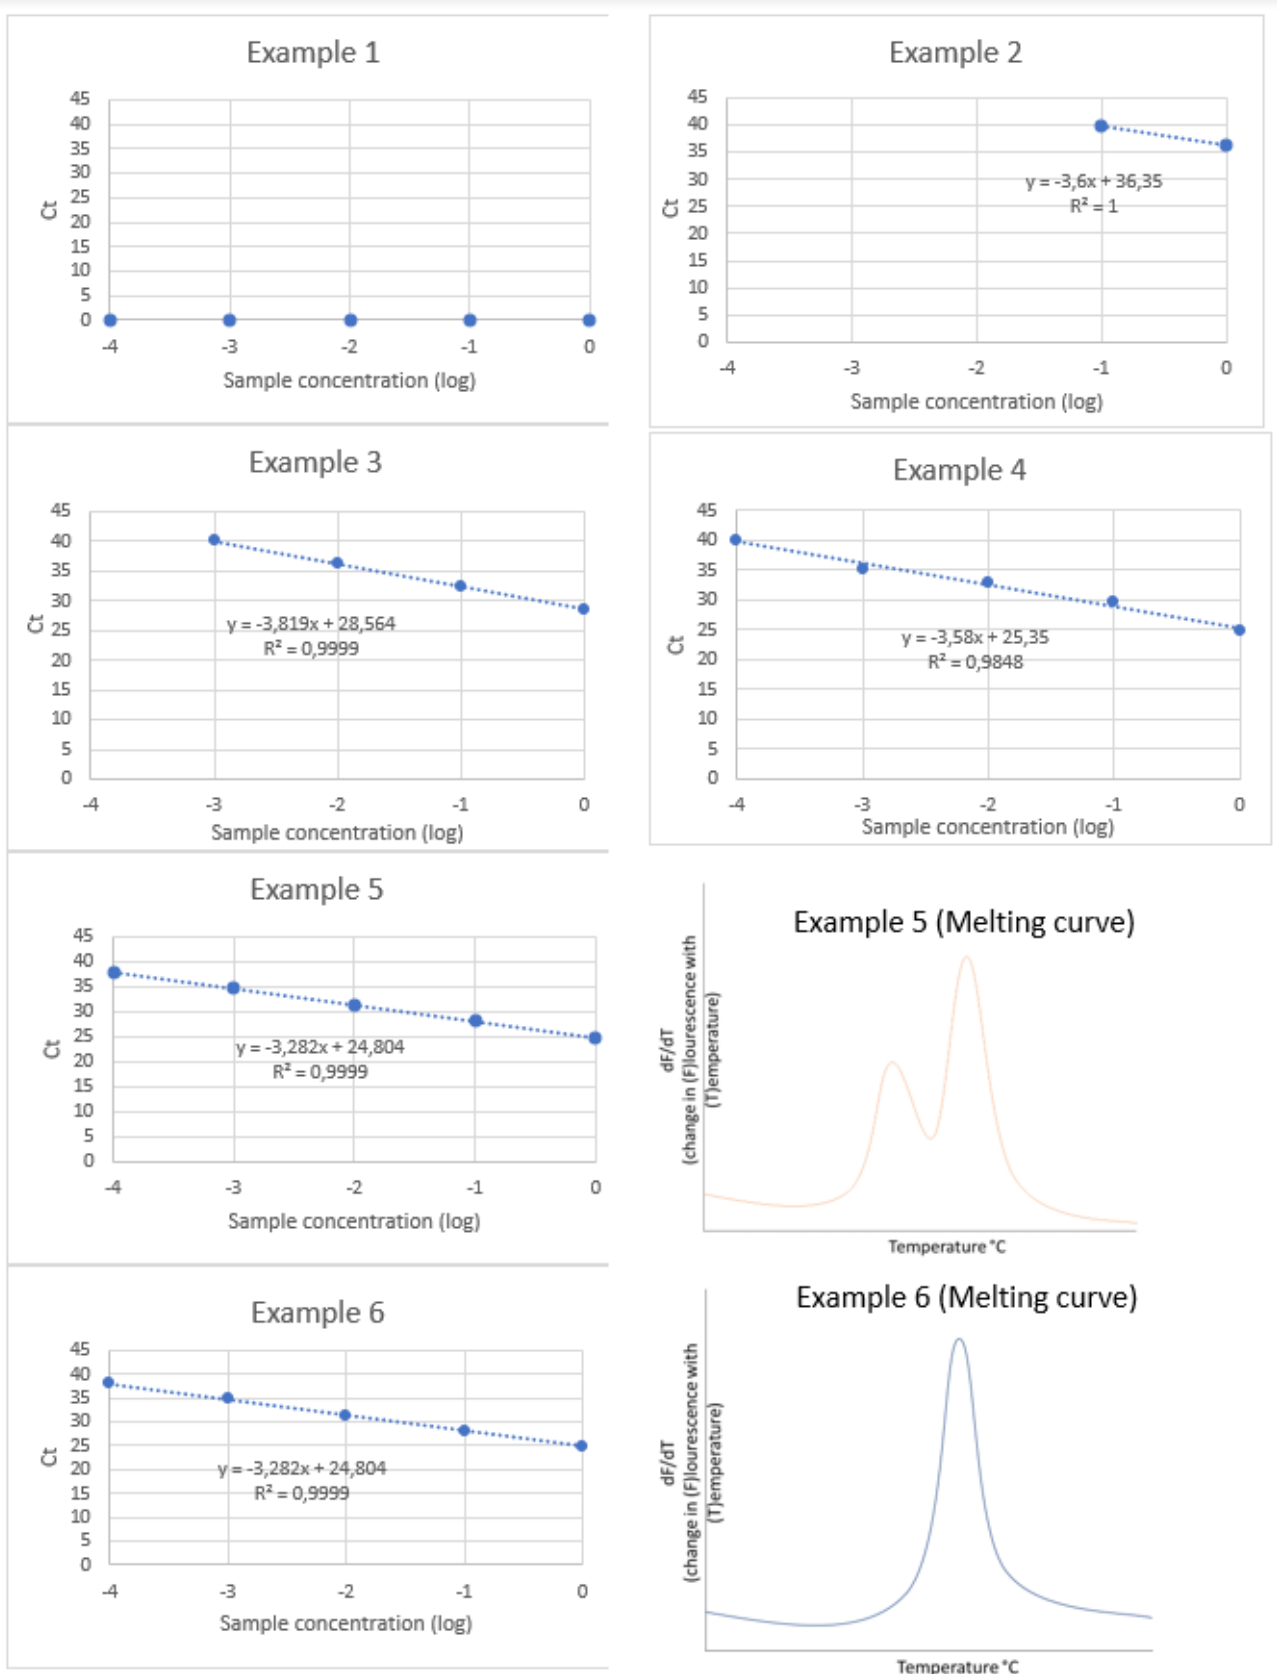 Example 1
45
40
35
30
25
20
15
10
5
0
Ct
-4 -3 -2 -1 0
Sample concentration (log)
Example 2
45
40
35
30
25
20
15
10
5
0
Ct
y = -3,6x + 36,35
R² = 1
-4 -3 -2 -1 0
Sample concentration (log)
Example 3
45
40
35
30
25
20
15
10
5
0
Ct
y = -3,819x + 28,564
R² = 0,9999
-4 -3 -2 -1 0
Sample concentration (log)
Example 4
45
40
35
30
25
20
15
10
5
0
Ct
y = -3,58x + 25,35
R² = 0,9848
-4 -3 -2 -1 0
Sample concentration (log)
Example 5
45
40
35
30
25
20
15
10
5
0
Ct
y = -3,282x + 24,804
R² = 0,9999
-4 -3 -2 -1 0
Sample concentration (log)
Example 5 (Melting curve)
dF/dT
(change in (F)lourescence with
(T)emperature)
Temperature °C
Example 6
45
40
35
30
25
20
15
10
5
0
Ct
y = -3,282x + 24,804
R² = 0,9999
-4 -3 -2 -1 0
Sample concentration (log)
Example 6 (Melting curve)
dF/dT
(change in (F)lourescence with
(T)emperature)
Temperature °C